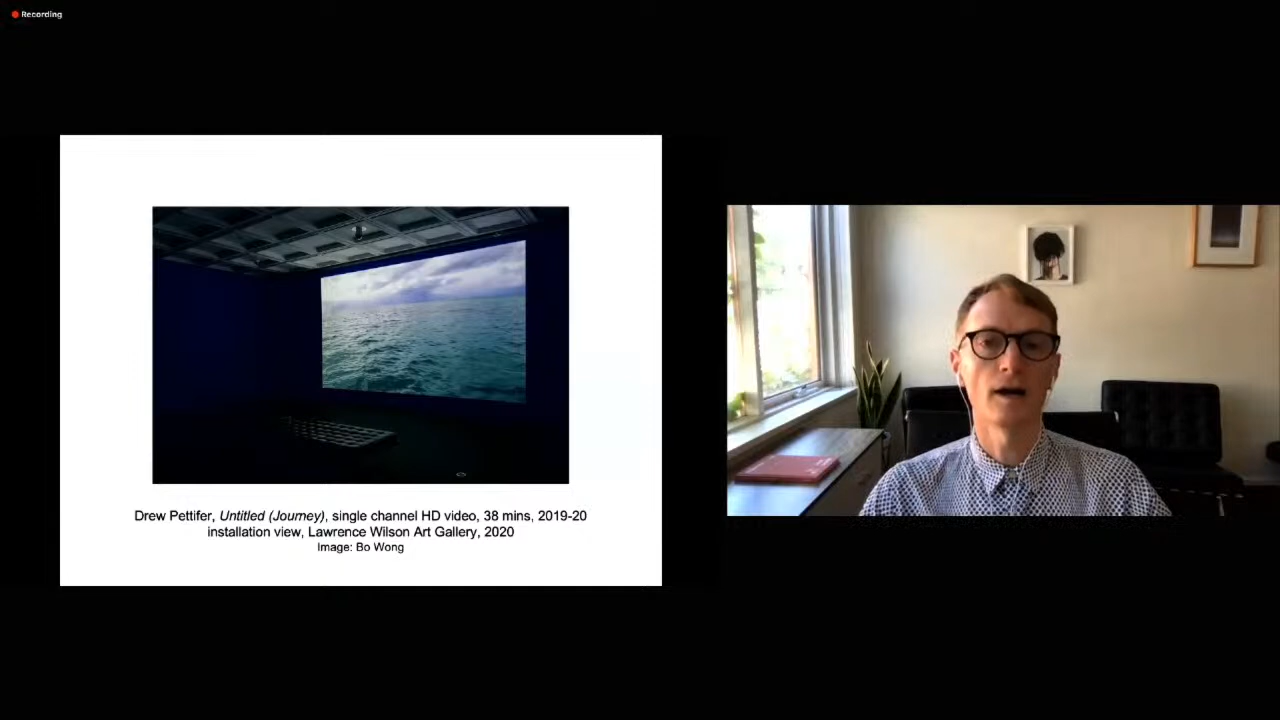 Recording
Drew Pettifer, Untitled (Journey), single channel HD video, 38 mins, 2019-20
installation view, Lawrence Wilson Art Gallery, 2020
Image: Bo Wong